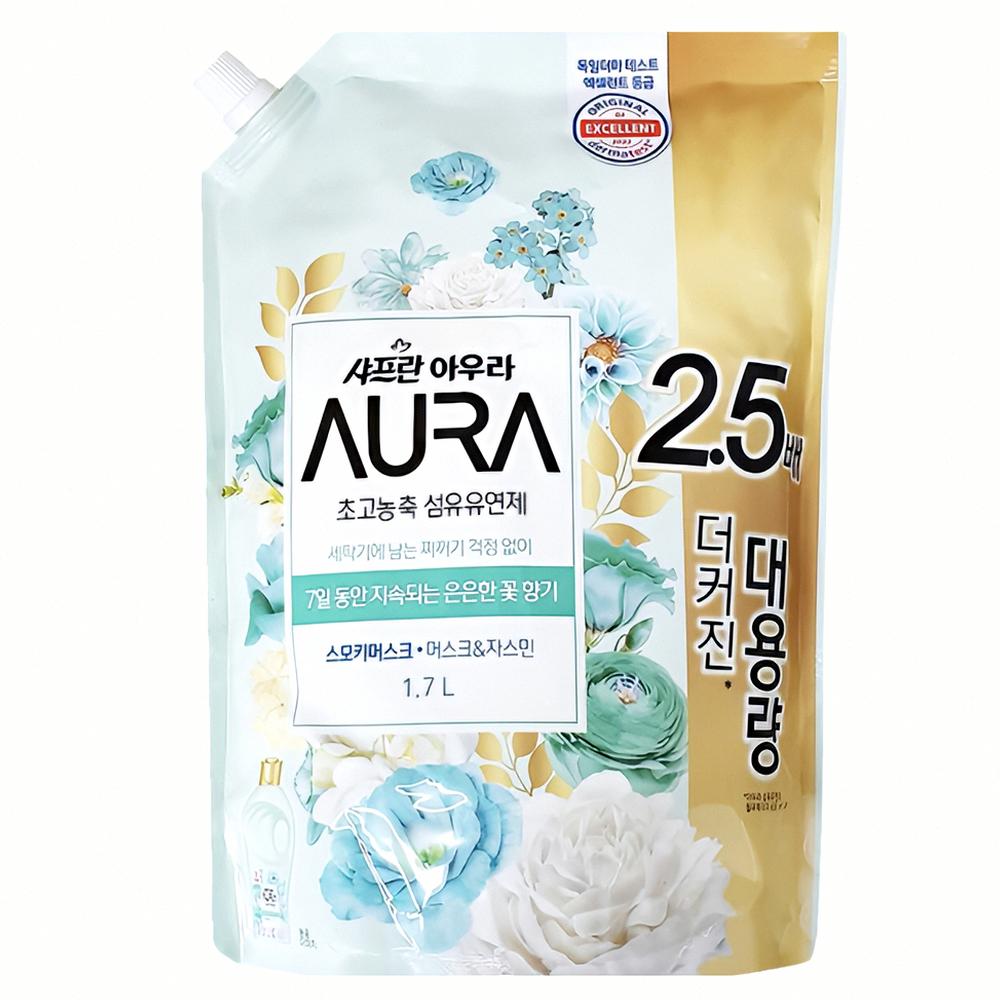 독일더마 테스트
엑셀런트 등급
ORIGINAL
EXCELLENT
dermatest
샤프란 아우라
AURA
초고농축 섬유유연제
세탁기에 남는 찌꺼기 걱정 없이
7일 동안 지속되는 은은한 꽃 향기
스모키머스크 • 머스크&자스민
1.7 L
2.5배
더커진*
대용량